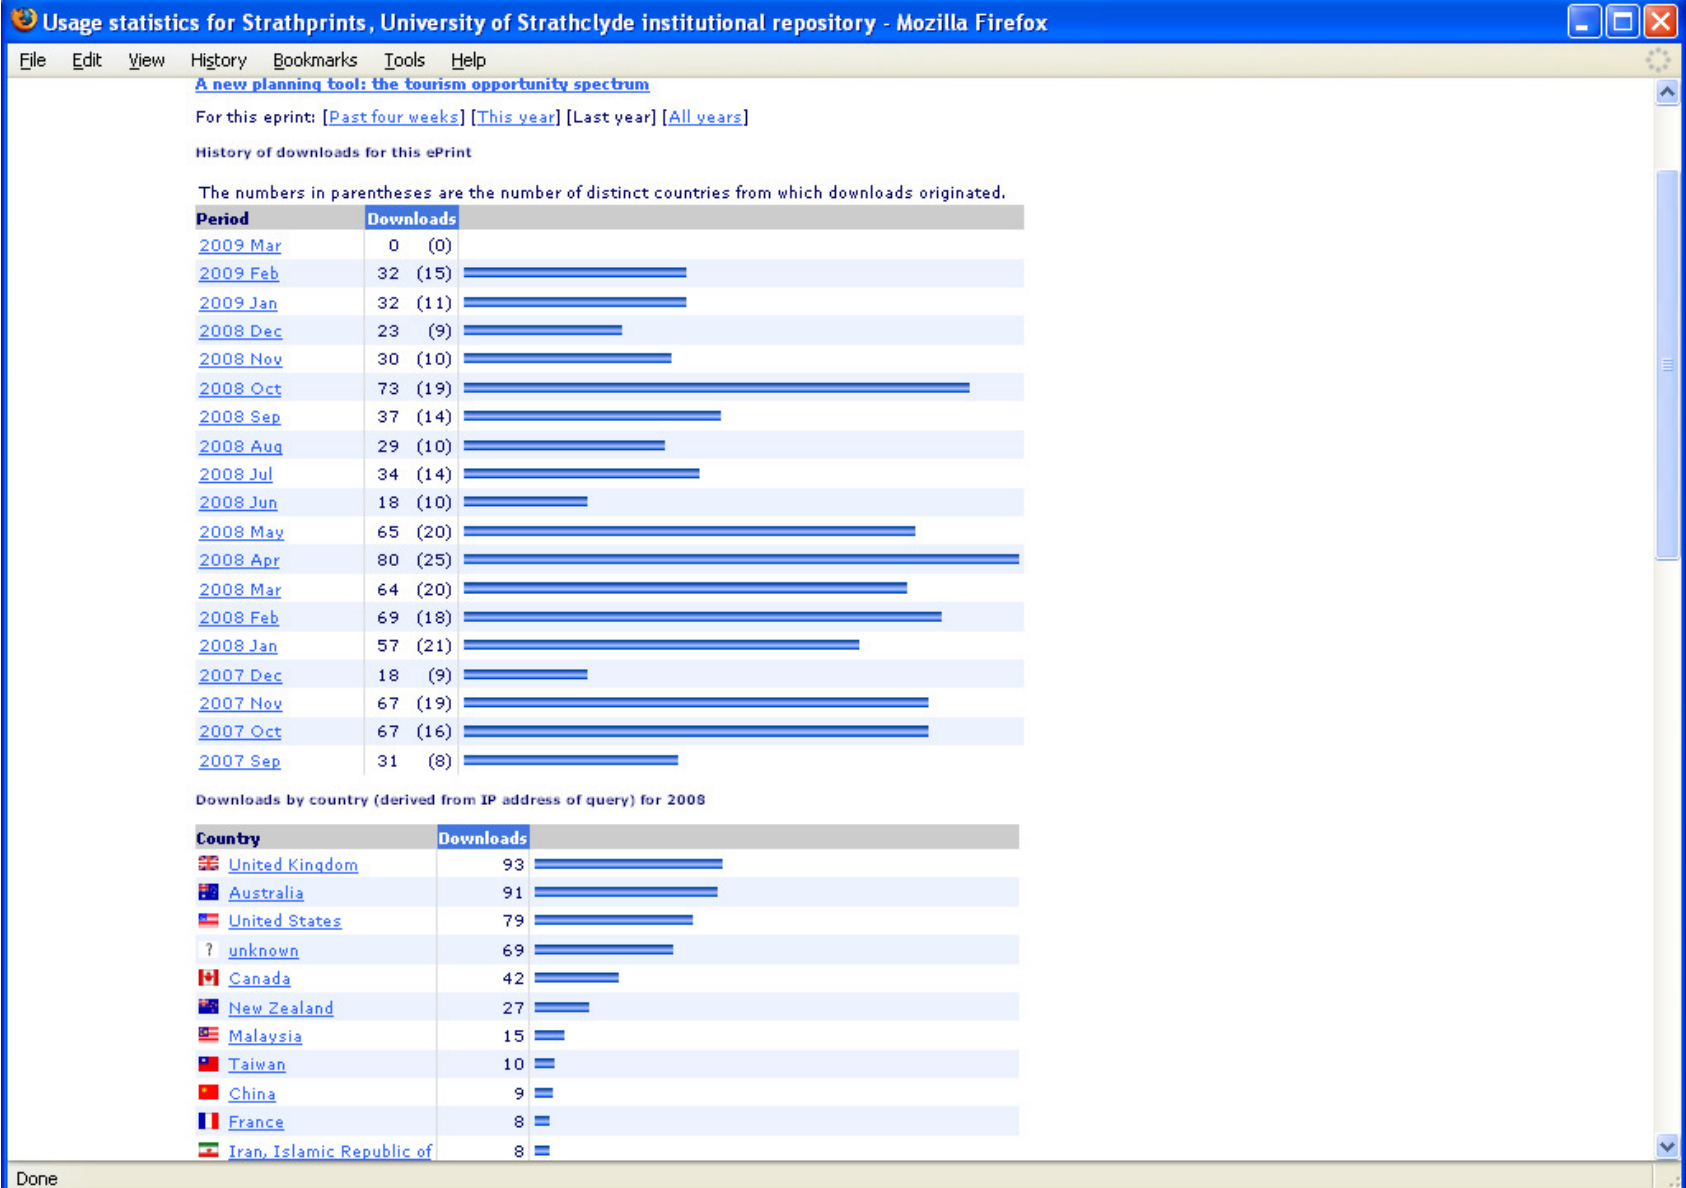 Usage statistics for Strathprints, University of Strathclyde institutional repository - Mozilla Firefox
File Edit View History Bookmarks Tools Help
A new planning tool: the tourism opportunity spectrum
For this eprint: [Past four weeks] [This year] [Last year] [All years]
History of downloads for this ePrint
The numbers in parentheses are the number of distinct countries from which downloads originated.
Period Downloads
2009 Mar 0 (0)
2009 Feb 32 (15)
2009 Jan 32 (11)
2008 Dec 23 (9)
2008 Nov 30 (10)
2008 Oct 73 (19)
2008 Sep 37 (14)
2008 Aug 29 (10)
2008 Jul 34 (14)
2008 Jun 18 (10)
2008 May 65 (20)
2008 Apr 80 (25)
2008 Mar 64 (20)
2008 Feb 69 (18)
2008 Jan 57 (21)
2007 Dec 18 (9)
2007 Nov 67 (19)
2007 Oct 67 (16)
2007 Sep 31 (8)
Downloads by country (derived from IP address of query) for 2008
Country Downloads
United Kingdom 93
Australia 91
United States 79
? unknown 69
Canada 42
New Zealand 27
Malaysia 15
Taiwan 10
China 9
France 8
Iran, Islamic Republic of 8
Done